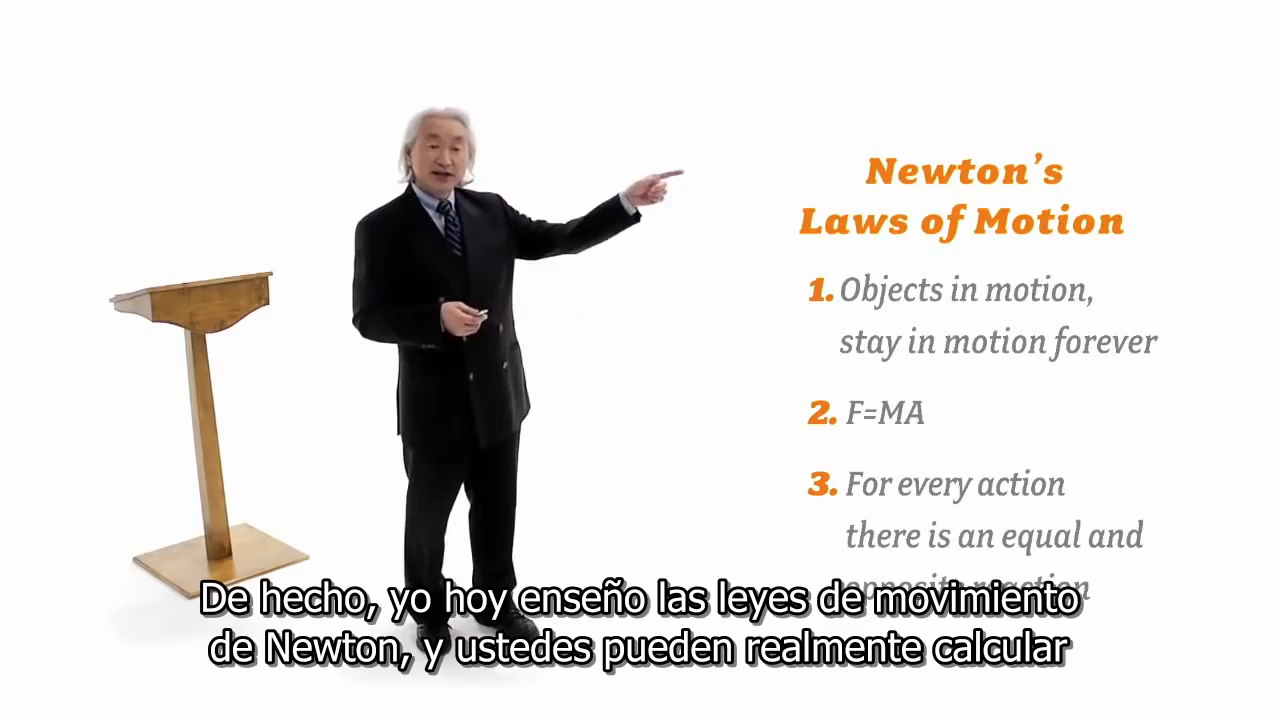 Newton's
Laws of Motion
1. Objects in motion,
stay in motion forever
2. F=MA
3. For every action
there is an equal and
opposite reaction
De hecho, yo hoy enseño las leyes de movimiento
de Newton, y ustedes pueden realmente calcular